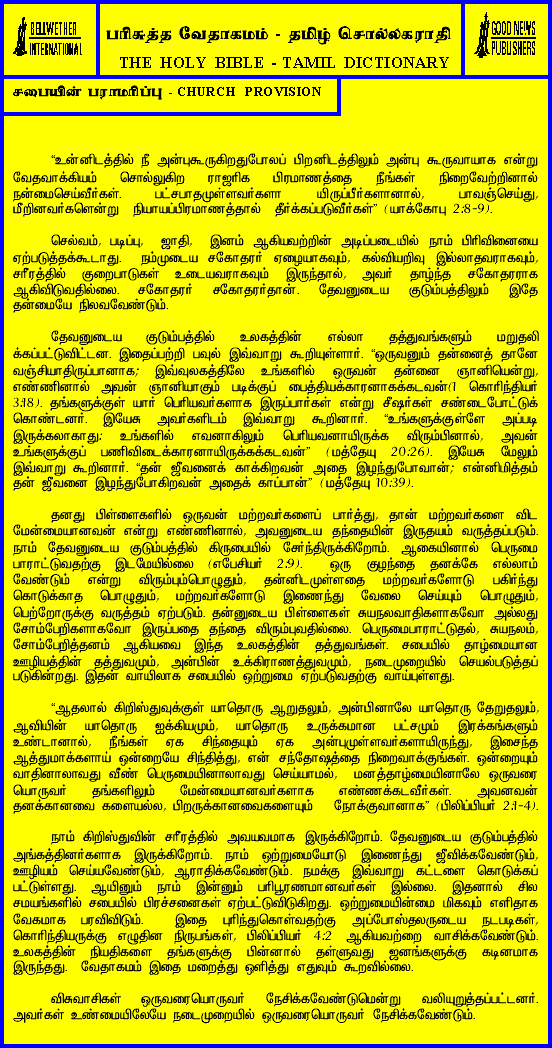 BELLWETHER
INTERNATIONAL
பரிசுத்த வேதாகமம் - தமிழ் சொல்லகராதி
THE HOLY BIBLE - TAMIL DICTIONARY
GOOD NEWS
PUBLISHERS
சபையின் பராமரிப்பு - CHURCH PROVISION
“உன்னிடத்தில் நீ அன்புகூருகிறதுபோலப் பிறனிடத்திலும் அன்பு கூருவாயாக என்று
வேதவாக்கியம் சொல்லுகிற ராஜரிக பிரமாணத்தை நீங்கள் நிறைவேற்றினால்
நன்மைசெய்வீர்கள். பட்சபாதமுள்ளவர்களா யிருப்பீர்களானால், பாவஞ்செய்து,
மீறினவர்களென்று நியாயப்பிரமாணத்தால் தீர்க்கப்படுவீர்கள்” (யாக்கோபு 2:8-9).
செல்வம், படிப்பு, ஜாதி, இனம் ஆகியவற்றின் அடிப்படையில் நாம் பிரிவினையை
ஏற்படுத்தக்கூடாது. நம்முடைய சகோதரர் ஏழையாகவும், கல்வியறிவு இல்லாதவராகவும்,
சரீரத்தில் குறைபாடுகள் உடையவராகவும் இருந்தால், அவர் தாழ்ந்த சகோதரராக
ஆகிவிடுவதில்லை. சகோதரர் சகோதரர்தான். தேவனுடைய குடும்பத்திலும் இதே
தன்மையே நிலவவேண்டும்.
தேவனுடைய குடும்பத்தில் உலகத்தின் எல்லா தத்துவங்களும் மறுதலி
க்கப்பட்டுவிட்டன. இதைப்பற்றி பவுல் இவ்வாறு கூறியுள்ளார். “ஒருவனும் தன்னைத் தானே
வஞ்சியாதிருப்பானாக; இவ்வுலகத்திலே உங்களில் ஒருவன் தன்னை ஞானியென்று,
எண்ணினால் அவன் ஞானியாகும் படிக்குப் பைத்தியக்காரனாகக்கடவன்(1 கொரிந்தியர்
3:18). தங்களுக்குள் யார் பெரியவர்களாக இருப்பார்கள் என்று சீஷர்கள் சண்டைபோட்டுக்
கொண்டனர். இயேசு அவர்களிடம் இவ்வாறு கூறினார். “உங்களுக்குள்ளே அப்படி
இருக்கலாகாது: உங்களில் எவனாகிலும் பெரியவனாயிருக்க விரும்பினால், அவன்
உங்களுக்குப் பணிவிடைக்காரனாயிருக்கக்கடவன்” (மத்தேயு 20:26). இயேசு மேலும்
இவ்வாறு கூறினார். “தன் ஜீவனைக் காக்கிறவன் அதை இழந்துபோவான்; என்னிமித்தம்
தன் ஜீவனை இழந்துபோகிறவன் அதைக் காப்பான்” (மத்தேயு 10:39).
தனது பிள்ளைகளில் ஒருவன் மற்றவர்களைப் பார்த்து, தான் மற்றவர்களை விட
மேன்மையானவன் என்று எண்ணினால், அவனுடைய தந்தையின் இருதயம் வருத்தப்படும்.
நாம் தேவனுடைய குடும்பத்தில் கிருபையில் சேர்ந்திருக்கிறோம். ஆகையினால் பெருமை
பாராட்டுவதற்கு இடமேயில்லை (எபேசியர் 2:9). ஒரு குழந்தை தனக்கே எல்லாம்
வேண்டும் என்று விரும்பும்பொழுதும், தன்னிடமுள்ளதை மற்றவர்களோடு பகிர்ந்து
கொடுக்காத பொழுதும், மற்றவர்களோடு இணைந்து வேலை செய்யும் பொழுதும்,
பெற்றோருக்கு வருத்தம் ஏற்படும். தன்னுடைய பிள்ளைகள் சுயநலவாதிகளாகவோ அல்லது
சோம்பேறிகளாகவோ இருப்பதை தந்தை விரும்புவதில்லை. பெருமைபாராட்டுதல், சுயநலம்,
சோம்பேறித்தனம் ஆகியவை இந்த உலகத்தின் தத்துவங்கள். சபையில் தாழ்மையான
ஊழியத்தின் தத்துவமும், அன்பின் உக்கிராணத்துவமும், நடைமுறையில் செயல்படுத்தப்
படுகின்றது. இதன் வாயிலாக சபையில் ஒற்றுமை ஏற்படுவதற்கு வாய்புள்ளது.
“ஆதலால் கிறிஸ்துவுக்குள் யாதொரு ஆறுதலும், அன்பினாலே யாதொரு தேறுதலும்,
ஆவியின் யாதொரு ஐக்கியமும், யாதொரு உருக்கமான பட்சமும் இரக்கங்களும்
உண்டானால், நீங்கள் ஏக சிந்தையும் ஏக அன்புமுள்ளவர்களாயிருந்து, இசைந்த
ஆத்துமாக்களாய் ஒன்றையே சிந்தித்து, என் சந்தோஷத்தை நிறைவாக்குங்கள். ஒன்றையும்
வாதினாலாவது வீண் பெருமையினாலாவது செய்யாமல், மனத்தாழ்மையினாலே ஒருவரை
யொருவர் தங்களிலும் மேன்மையானவர்களாக எண்ணக்கடவீர்கள். அவனவன்
தனக்கானவை களையல்ல, பிறருக்கானவைகளையும் நோக்குவானாக” (பிலிப்பியர் 2:1-4).
நாம் கிறிஸ்துவின் சரீரத்தில் அவயவமாக இருக்கிறோம். தேவனுடைய குடும்பத்தில்
அங்கத்தினர்களாக இருக்கிறோம். நாம் ஒற்றுமையோடு இணைந்து ஜீவிக்கவேண்டும்,
ஊழியம் செய்யவேண்டும், ஆராதிக்கவேண்டும். நமக்கு இவ்வாறு கட்டளை கொடுக்கப்
பட்டுள்ளது. ஆயினும் நாம் இன்னும் பரிபூரணமானவர்கள் இல்லை. இதனால் சில
சமயங்களில் சபையில் பிரச்சனைகள் ஏற்பட்டுவிடுகிறது. ஒற்றுமையின்மை மிகவும் எளிதாக
வேகமாக பரவிவிடும். இதை புரிந்துகொள்வதற்கு அப்போஸ்தலருடைய நடபடிகள்,
கொரிந்தியருக்கு எழுதின நிருபங்கள், பிலிப்பியர் 4:2 ஆகியவற்றை வாசிக்கவேண்டும்.
உலகத்தின் நியதிகளை தங்களுக்கு பின்னால் தள்ளுவது ஜனங்களுக்கு கடினமாக
இருந்தது. வேதாகமம் இதை மறைத்து ஒளித்து எதுவும் கூறவில்லை.
விசுவாசிகள் ஒருவரையொருவர் நேசிக்கவேண்டுமென்று வலியுறுத்தப்பட்டனர்.
அவர்கள் உண்மையிலேயே நடைமுறையில் ஒருவரையொருவர் நேசிக்கவேண்டும்.